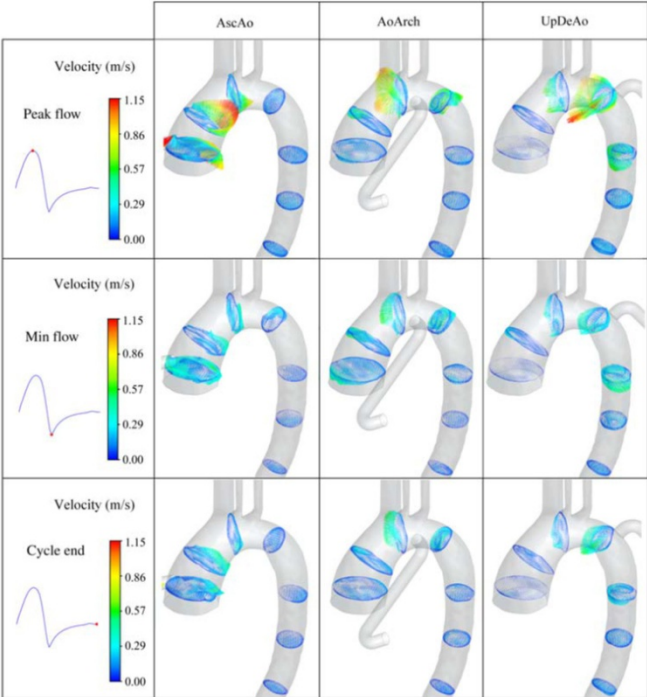 AscAo
AoArch
UpDeAo
Velocity (m/s)
Peak flow
1.15
0.86
0.57
0.29
0.00
Velocity (m/s)
Min flow
1.15
0.86
0.57
0.29
0.00
Velocity (m/s)
Cycle end
1.15
0.86
0.57
0.29
0.00